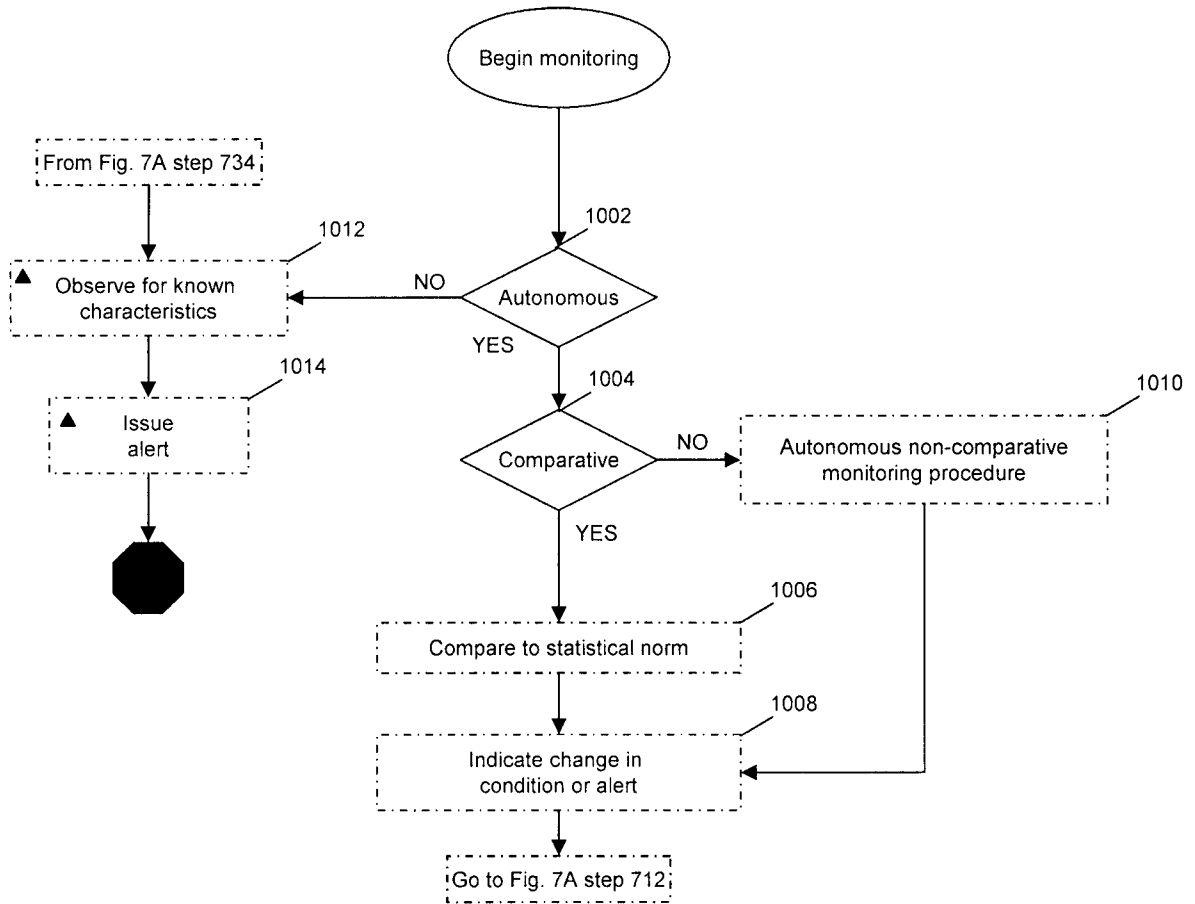 Begin monitoring
From Fig. 7A step 734
1002
1012
Observe for known
characteristics
NO
Autonomous
YES
1014
Issue
alert
1004
Comparative
NO
1010
Autonomous non-comparative
monitoring procedure
YES
1006
Compare to statistical norm
1008
Indicate change in
condition or alert
Go to Fig. 7A step 712